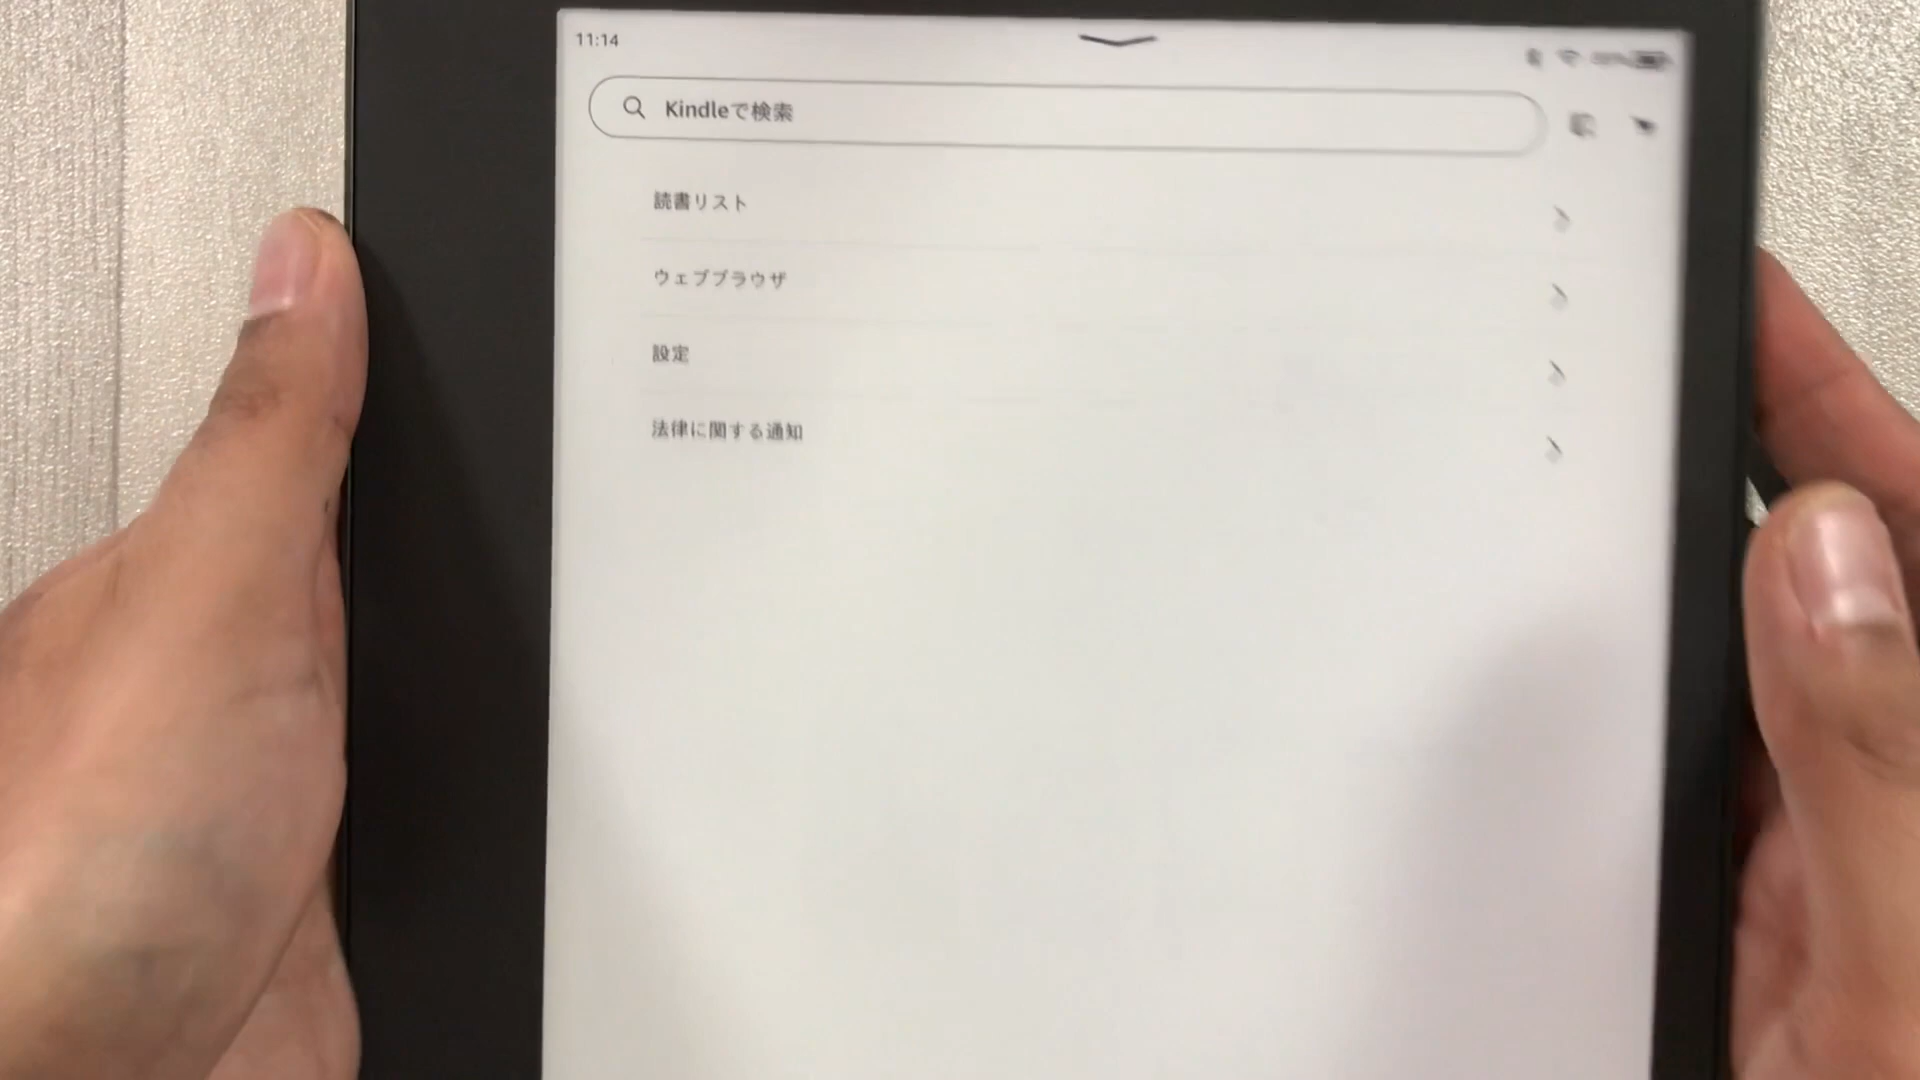 11:14
Kindleで検索
読書リスト
ウェブブラウザ
設定
法律に関する通知